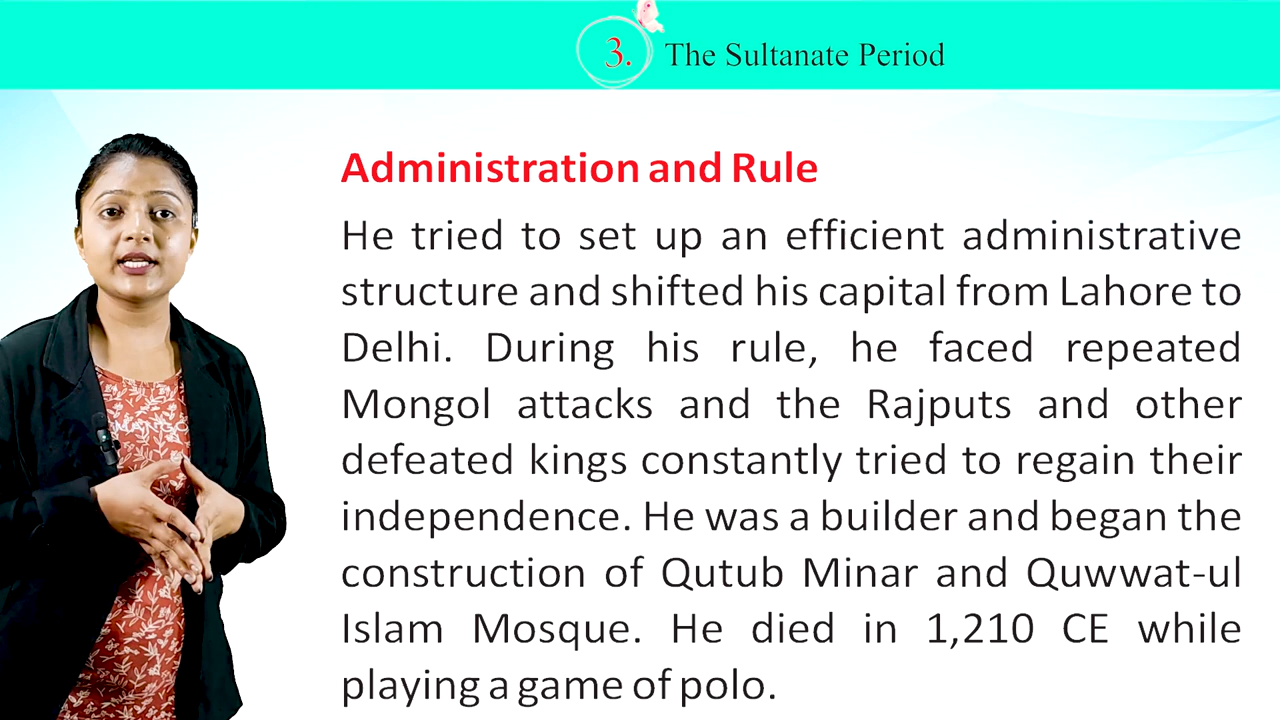 3. The Sultanate Period
Administration and Rule
He tried to set up an efficient administrative
structure and shifted his capital from Lahore to
Delhi. During his rule, he faced repeated
Mongol attacks and the Rajputs and other
defeated kings constantly tried to regain their
independence. He was a builder and began the
construction of Qutub Minar and Quwwat-ul
Islam Mosque. He died in 1,210 CE while
playing a game of polo.